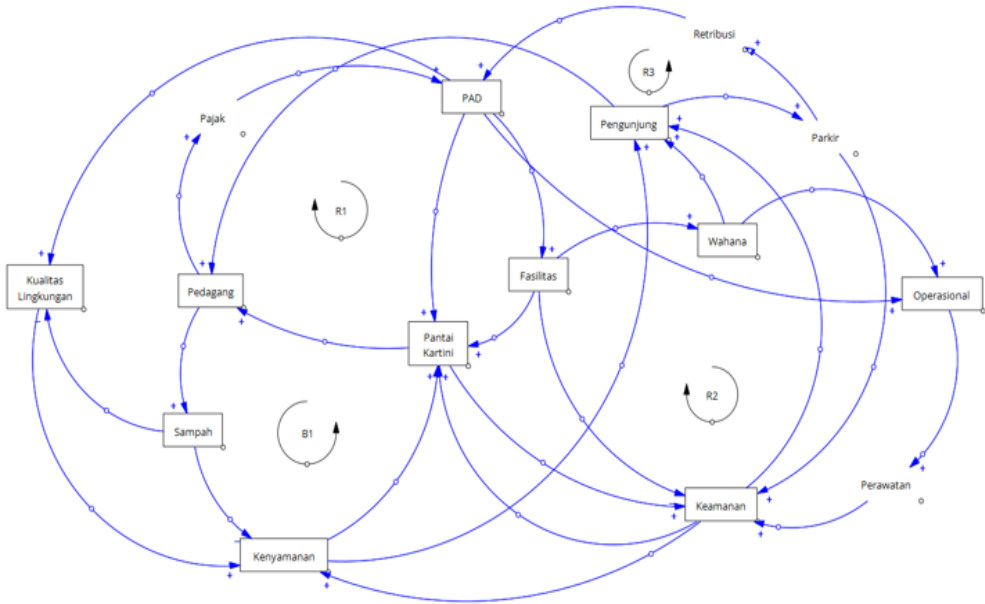 Retribusi
R3
PAD
Pajak
Pengunjung
Parkir
R1
Wahana
Kualitas
Lingkungan
Pedagang
Fasilitas
Operasional
Pantai
Kartini
R2
Sampah
B1
Perawatan
Keamanan
Kenyamanan